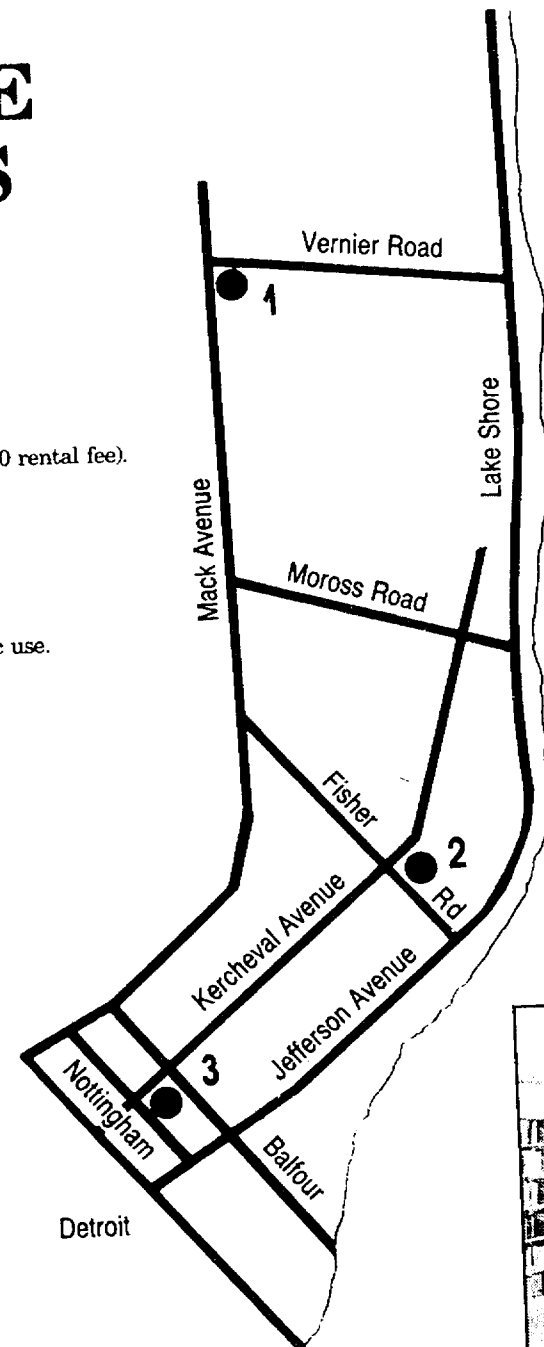 E
S
Vernier Road
1
Lake Shore
0 rental fee).
Mack Avenue
Moross Road
use.
Fisher
2
Rd
Kercheval Avenue
Jefferson Avenue
3
Nottingham
Balfour
Detroit